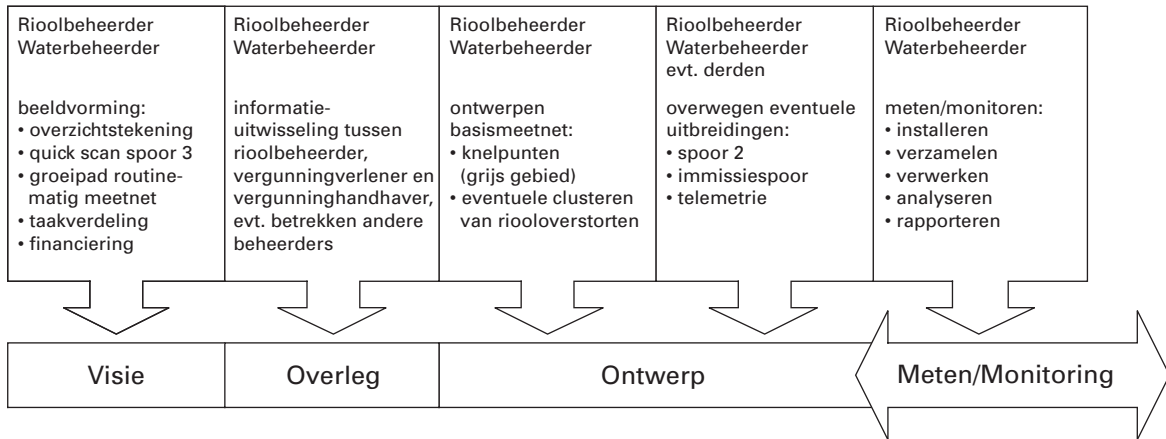 Rioolbeheerder
Waterbeheerder
beeldvorming:
• overzichtstekening
• quick scan spoor 3
• groeipad routine-
matig meetnet
• taakverdeling
• financiering
Rioolbeheerder
Waterbeheerder
informatie-
uitwisseling tussen
rioolbeheerder,
vergunningverlener en
vergunninghandhaver,
evt. betrekken andere
beheerders
Rioolbeheerder
Waterbeheerder
ontwerpen
basismeetnet:
• knelpunten
(grijs gebied)
• eventuele clusteren
van riooloverstorten
Rioolbeheerder
Waterbeheerder
evt. derden
overwegen eventuele
uitbreidingen:
• spoor 2
• immissiespoor
• telemetrie
Rioolbeheerder
Waterbeheerder
meten/monitoren:
• installeren
• verzamelen
• verwerken
• analyseren
• rapporteren
Visie
Overleg
Ontwerp
Meten/Monitoring